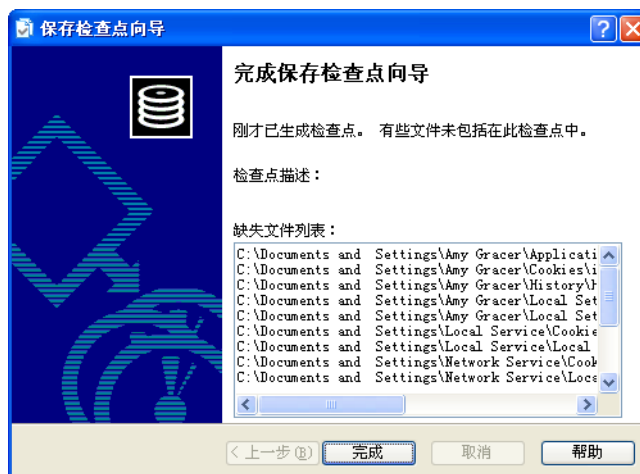 保存检查点向导
完成保存检查点向导
刚才已生成检查点。 有些文件未包括在此检查点中。
检查点描述：
缺失文件列表：
C:\Documents and  Settings\Amy Gracer\Applicati
C:\Documents and  Settings\Amy Gracer\Cookies\i
C:\Documents and  Settings\Amy Gracer\History\H
C:\Documents and  Settings\Amy Gracer\Local Set
C:\Documents and  Settings\Amy Gracer\Local Set
C:\Documents and  Settings\Local Service\Cookie
C:\Documents and  Settings\Local Service\Local
C:\Documents and  Settings\Network Service\Cook
C:\Documents and  Settings\Network Service\Loca
< 上一步(B) 完成 取消 帮助